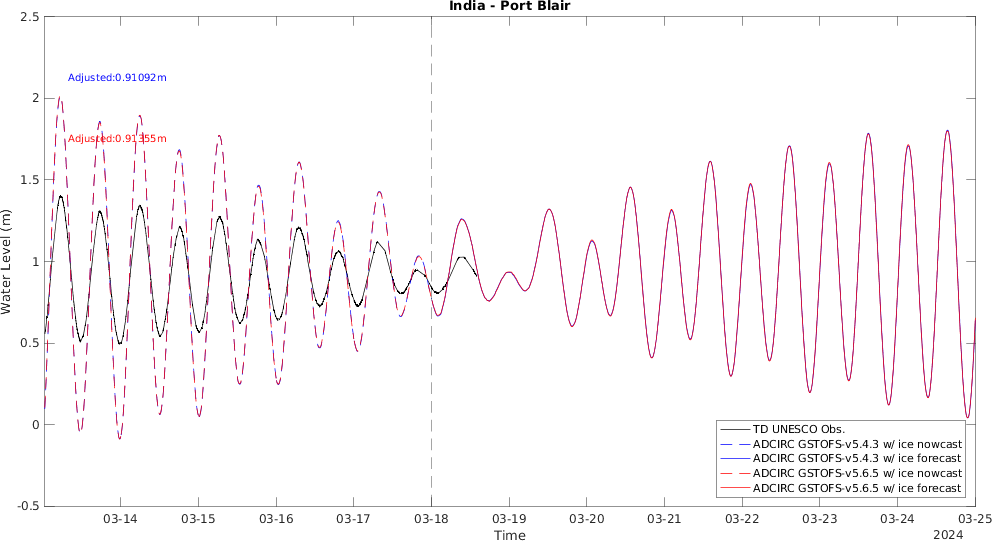 India - Port Blair
2.5
2
1.5
1
0.5
0
-0.5
Water Level (m)
Adjusted:0.91092m
Adjusted:0.91355m
TD UNESCO Obs.
ADCIRC GSTOFS-v5.4.3 w/ ice nowcast
ADCIRC GSTOFS-v5.4.3 w/ ice forecast
ADCIRC GSTOFS-v5.6.5 w/ ice nowcast
ADCIRC GSTOFS-v5.6.5 w/ ice forecast
03-14 03-15 03-16 03-17 03-18 03-19 03-20 03-21 03-22 03-23 03-24 03-25
Time
2024